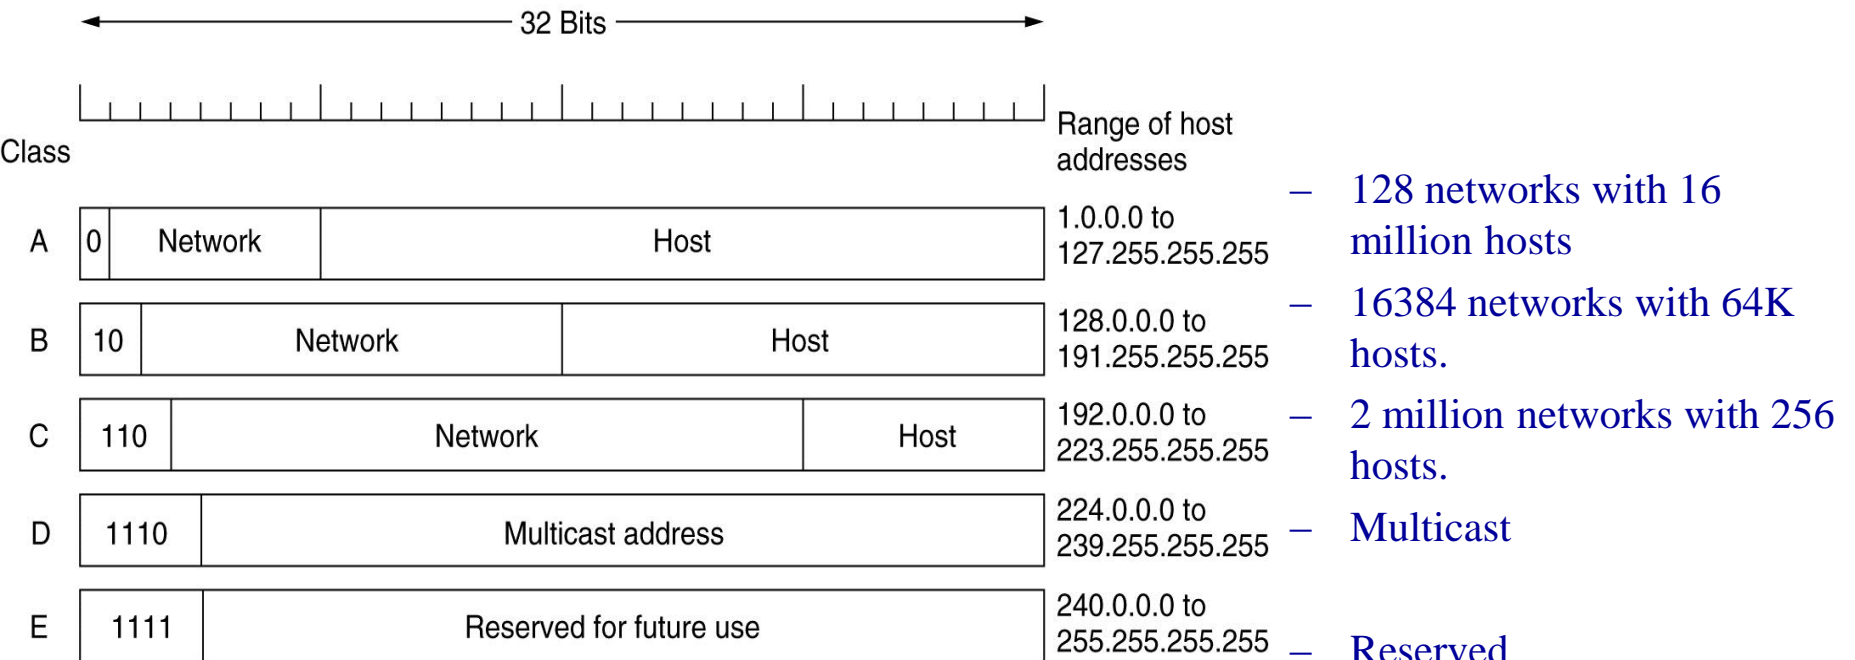 32 Bits
Range of host
addresses
Class
A 0 Network Host 1.0.0.0 to
127.255.255.255
– 128 networks with 16
million hosts
B 10 Network Host 128.0.0.0 to
191.255.255.255
– 16384 networks with 64K
hosts.
C 110 Network Host 192.0.0.0 to
223.255.255.255
– 2 million networks with 256
hosts.
D 1110 Multicast address 224.0.0.0 to
239.255.255.255
– Multicast
E 1111 Reserved for future use 240.0.0.0 to
255.255.255.255
– Reserved